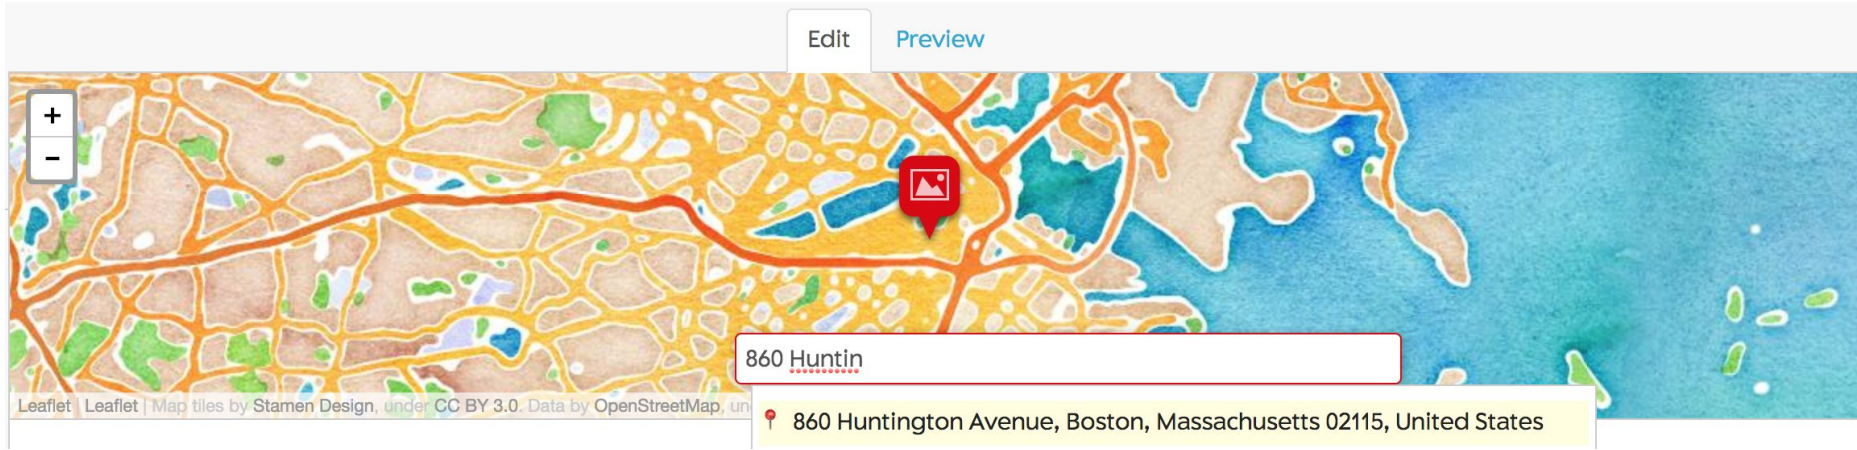 Edit Preview
+
-
860 Huntin
Leaflet | Leaflet | Map tiles by Stamen Design, under CC BY 3.0. Data by OpenStreetMap, un
860 Huntington Avenue, Boston, Massachusetts 02115, United States